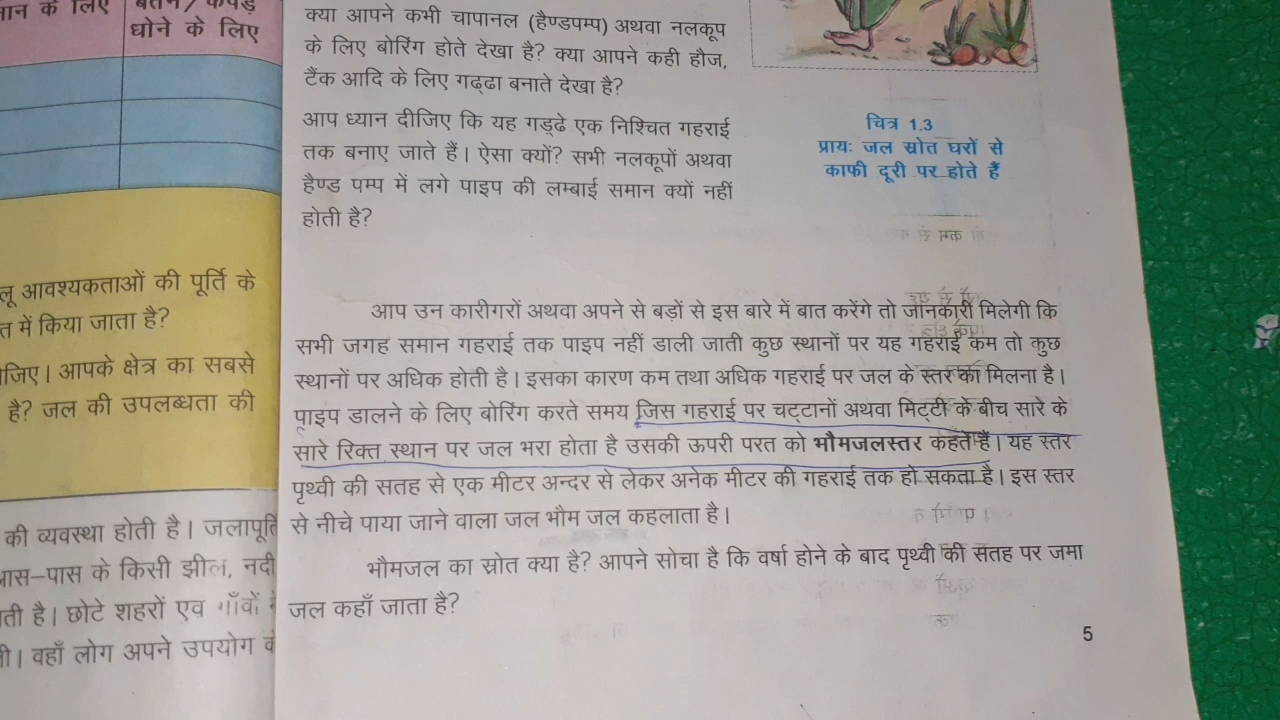 के लिए बर्तन / कपड़े
धोने के लिए
लू आवश्यकताओं की पूर्ति के
त में किया जाता है?
जिए। आपके क्षेत्र का सबसे
है? जल की उपलब्धता की
की व्यवस्था होती है। जलापूर्ति
आस–पास के किसी झील, नदी
ती है। छोटे शहरों एव गाँवों
ी। वहाँ लोग अपने उपयोग
क्या आपने कभी चापानल (हैण्डपम्प) अथवा नलकूप
के लिए बोरिंग होते देखा है? क्या आपने कही हौज,
टैंक आदि के लिए गढ्ढा बनाते देखा है?
आप ध्यान दीजिए कि यह गड्ढे एक निश्चित गहराई
तक बनाए जाते हैं। ऐसा क्यों? सभी नलकूपों अथवा
हैण्ड पम्प में लगे पाइप की लम्बाई समान क्यों नहीं
होती है?
चित्र 1.3
प्रायः जल स्रोत घरों से
काफी दूरी पर होते हैं
आप उन कारीगरों अथवा अपने से बड़ों से इस बारे में बात करेंगे तो जानकारी मिलेगी कि
सभी जगह समान गहराई तक पाइप नहीं डाली जाती कुछ स्थानों पर यह गहराई कम तो कुछ
स्थानों पर अधिक होती है। इसका कारण कम तथा अधिक गहराई पर जल के स्तर का मिलना है।
पाइप डालने के लिए बोरिंग करते समय जिस गहराई पर चट्टानों अथवा मिट्टी के बीच सारे के
सारे रिक्त स्थान पर जल भरा होता है उसकी ऊपरी परत को भौमजलस्तर कहते हैं। यह स्तर
पृथ्वी की सतह से एक मीटर अन्दर से लेकर अनेक मीटर की गहराई तक हो सकता है। इस स्तर
से नीचे पाया जाने वाला जल भौम जल कहलाता है।
भौमजल का स्रोत क्या है? आपने सोचा है कि वर्षा होने के बाद पृथ्वी की सतह पर जमा
जल कहाँ जाता है?
5